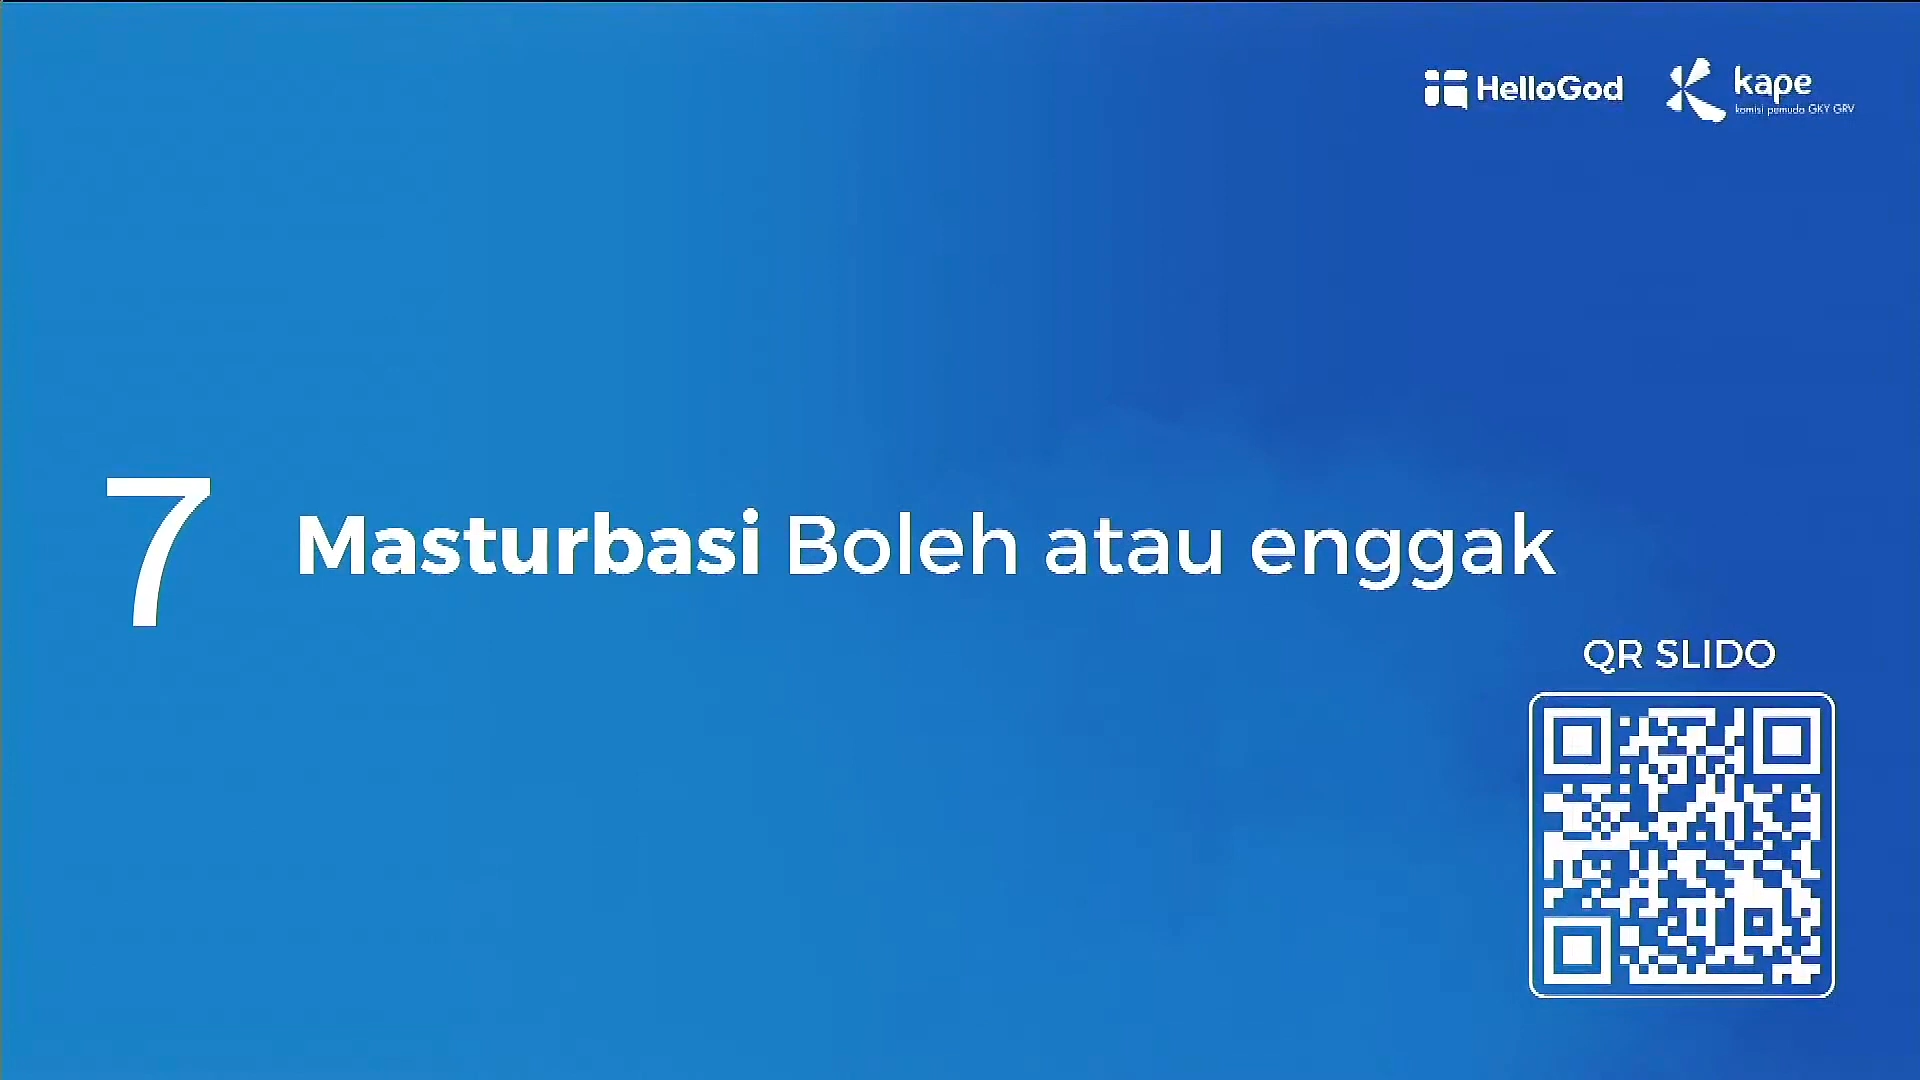 HelloGod
kape
komisi pemuda GKY GRV
7
Masturbasi Boleh atau enggak
QR SLIDO